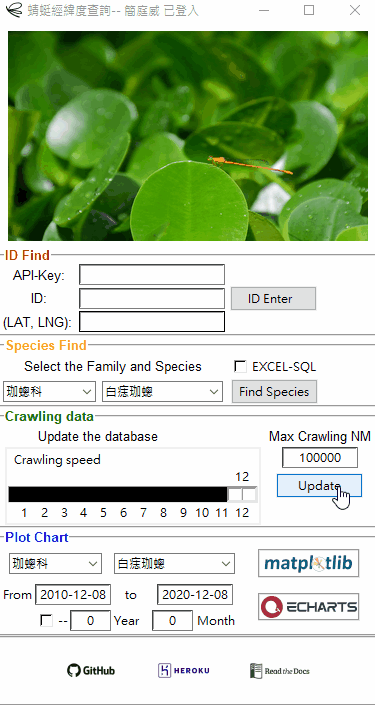 蜻蜓經緯度查詢-- 簡庭威 已登入
ID Find
API-Key:
ID:
ID Enter
(LAT, LNG):
Species Find
Select the Family and Species
EXCEL-SQL
珈蟌科
白痣珈蟌
Find Species
Crawling data
Update the database
Max Crawling NM
Crawling speed
100000
12
Update
1 2 3 4 5 6 7 8 9 10 11 12
Plot Chart
珈蟌科
白痣珈蟌
matplotlib
From 2010-12-08 to 2020-12-08
ECHARTS
-- 0 Year 0 Month
GitHub
HEROKU
Read the Docs